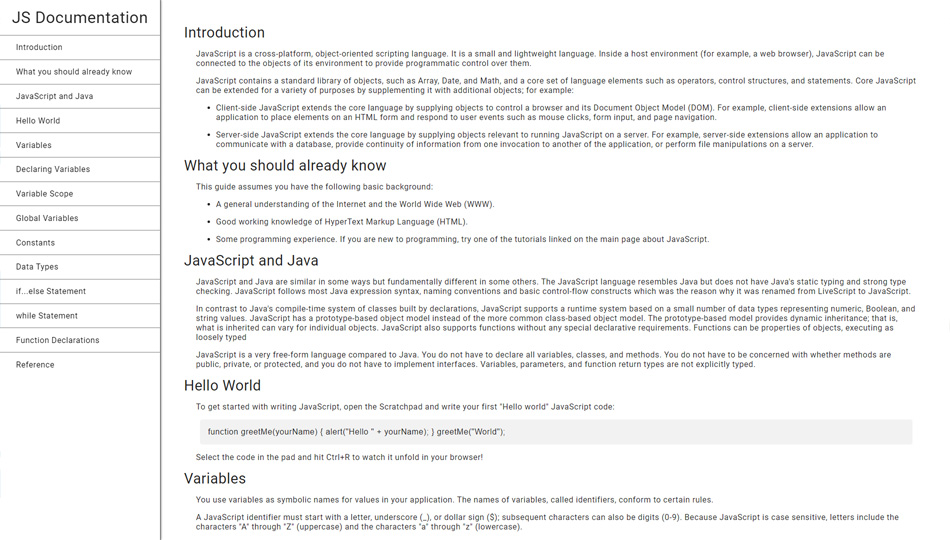 JS Documentation
Introduction
What you should already know
JavaScript and Java
Hello World
Variables
Declaring Variables
Variable Scope
Global Variables
Constants
Data Types
if...else Statement
while Statement
Function Declarations
Reference
Introduction
JavaScript is a cross-platform, object-oriented scripting language. It is a small and lightweight language. Inside a host environment (for example, a web browser), JavaScript can be
connected to the objects of its environment to provide programmatic control over them.
JavaScript contains a standard library of objects, such as Array, Date, and Math, and a core set of language elements such as operators, control structures, and statements. Core JavaScript
can be extended for a variety of purposes by supplementing it with additional objects; for example:
• Client-side JavaScript extends the core language by supplying objects to control a browser and its Document Object Model (DOM). For example, client-side extensions allow an
application to place elements on an HTML form and respond to user events such as mouse clicks, form input, and page navigation.
• Server-side JavaScript extends the core language by supplying objects relevant to running JavaScript on a server. For example, server-side extensions allow an application to
communicate with a database, provide continuity of information from one invocation to another of the application, or perform file manipulations on a server.
What you should already know
This guide assumes you have the following basic background:
• A general understanding of the Internet and the World Wide Web (WWW).
• Good working knowledge of HyperText Markup Language (HTML).
• Some programming experience. If you are new to programming, try one of the tutorials linked on the main page about JavaScript.
JavaScript and Java
JavaScript and Java are similar in some ways but fundamentally different in some others. The JavaScript language resembles Java but does not have Java's static typing and strong type
checking. JavaScript follows most Java expression syntax, naming conventions and basic control-flow constructs which was the reason why it was renamed from LiveScript to JavaScript.
In contrast to Java's compile-time system of classes built by declarations, JavaScript supports a runtime system based on a small number of data types representing numeric, Boolean, and
string values. JavaScript has a prototype-based object model instead of the more common class-based object model. The prototype-based model provides dynamic inheritance; that is,
what is inherited can vary for individual objects. JavaScript also supports functions without any special declarative requirements. Functions can be properties of objects, executing as
loosely typed
JavaScript is a very free-form language compared to Java. You do not have to declare all variables, classes, and methods. You do not have to be concerned with whether methods are
public, private, or protected, and you do not have to implement interfaces. Variables, parameters, and function return types are not explicitly typed.
Hello World
To get started with writing JavaScript, open the Scratchpad and write your first "Hello world" JavaScript code:
function greetMe(yourName) { alert("Hello " + yourName); } greetMe("World");
Select the code in the pad and hit Ctrl+R to watch it unfold in your browser!
Variables
You use variables as symbolic names for values in your application. The names of variables, called identifiers, conform to certain rules.
A JavaScript identifier must start with a letter, underscore (_), or dollar sign ($); subsequent characters can also be digits (0-9). Because JavaScript is case sensitive, letters include the
characters "A" through "Z" (uppercase) and the characters "a" through "z" (lowercase).